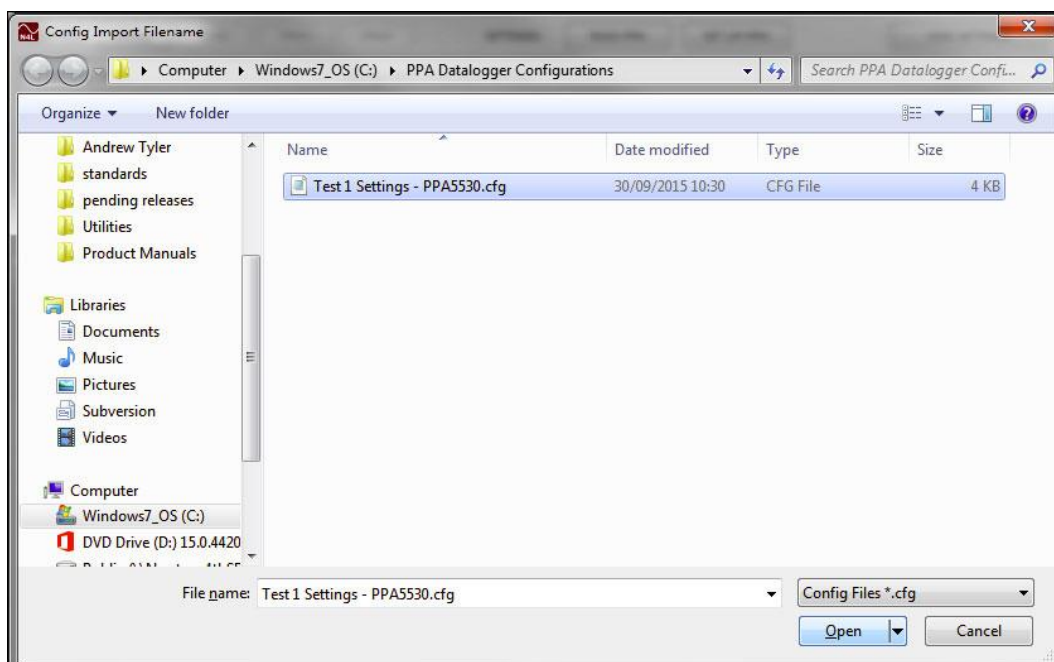 N4L Config Import Filename
Computer Windows7_OS (C:) PPA Datalogger Configurations Search PPA Datalogger Confi...
Organize New folder
Name Date modified Type Size
Test 1 Settings - PPA5530.cfg 30/09/2015 10:30 CFG File 4 KB
Andrew Tyler
standards
pending releases
Utilities
Product Manuals
Libraries
Documents
Music
Pictures
Subversion
Videos
Computer
Windows7_OS (C:)
DVD Drive (D:) 15.0.4420
File name: Test 1 Settings - PPA5530.cfg Config Files *.cfg
Open Cancel